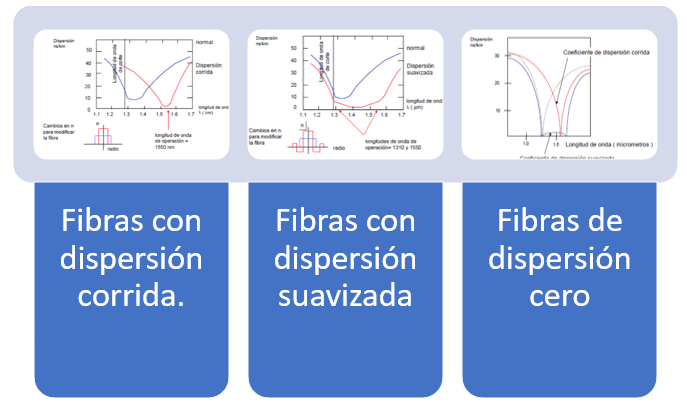 Dispersión
ns/km
Longitud de onda
de corte
normal
Dispersión
corrida
60
50
40
30
20
10
0
1.1 1.2 1.3 1.4 1.5 1.6 1.7
longitud de onda
Cambios en n
para modificar
la fibra
n
radio
longitud de onda
de operación =
1550 nm
Dispersión
ns/km
Longitud de onda
de corte
normal
Dispersión
suavizada
50
40
30
20
10
0
1.1 1.2 1.3 1.4 1.5 1.6 1.7
longitud de onda
λ ( μm)
Cambios en n
para modificar
la fibra
n
radio
longitudes de onda de
operación= 1310 y 1550
Dispersión
ns/km
Coeficiente de dispersión corrida
30
20
10
1.0 1.5
Longitud de onda ( micrometros )
Coeficiente de dispersión suavizada
Fibras con
dispersión
corrida.
Fibras con
dispersión
suavizada
Fibras de
dispersión
cero